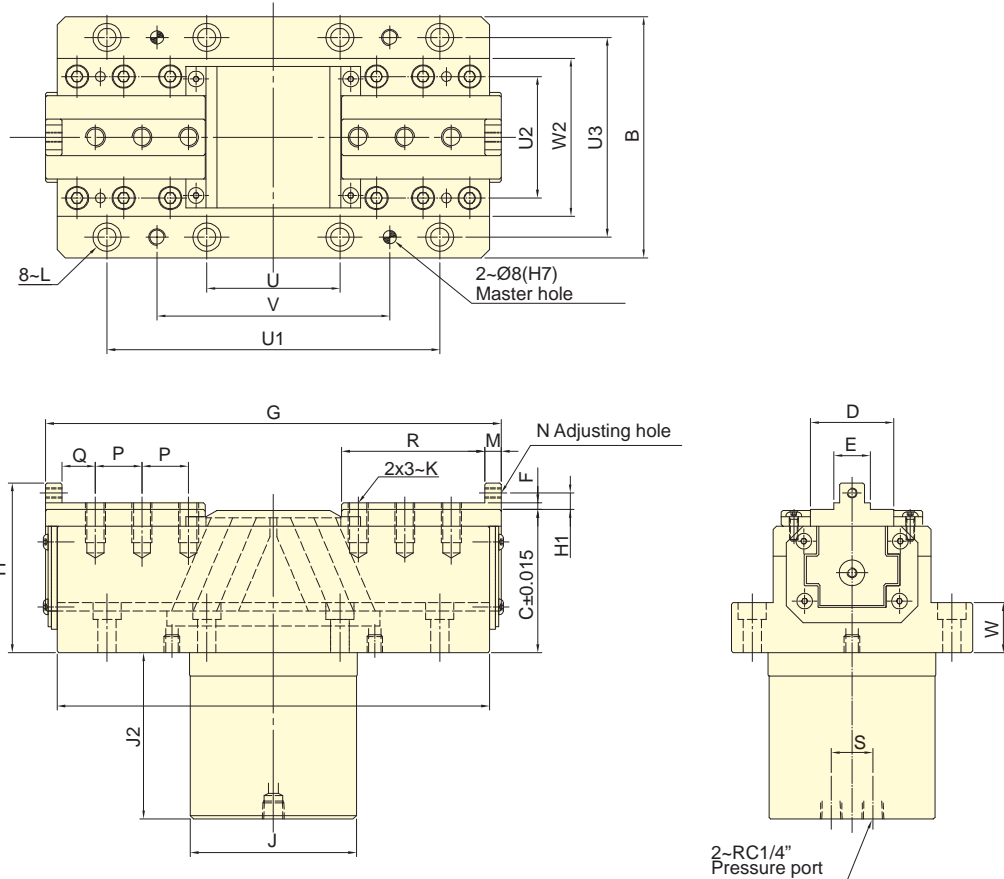 U2
W2
U3
B
8~L
U
2~Ø8(H7)
Master hole
V
U1
G
D
E
N Adjusting hole
R
M
Q
P
P
2x3~K
F
H1
H
C±0.015
W
J2
S
J
2~RC1/4”
Pressure port